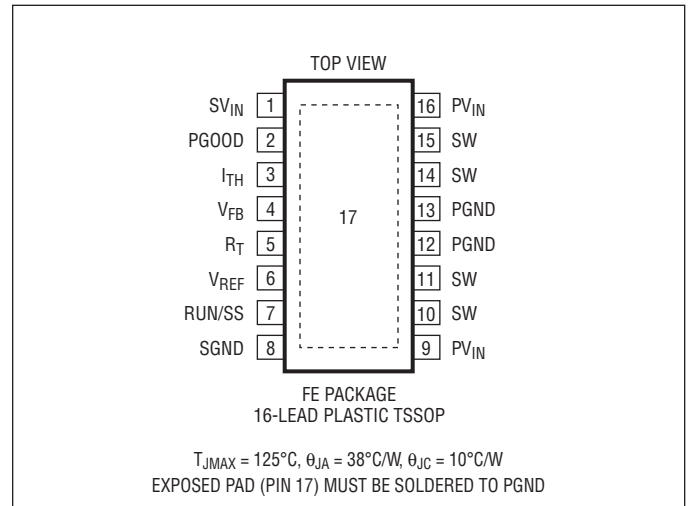 TOP VIEW
SVIN 1 16 PVIN
PGOOD 2 15 SW
ITH 3 14 SW
VFB 4 13 PGND
17
RT 5 12 PGND
VREF 6 11 SW
RUN/SS 7 10 SW
SGND 8 9 PVIN
FE PACKAGE
16-LEAD PLASTIC TSSOP
TJMAX = 125°C, θJA = 38°C/W, θJC = 10°C/W
EXPOSED PAD (PIN 17) MUST BE SOLDERED TO PGND